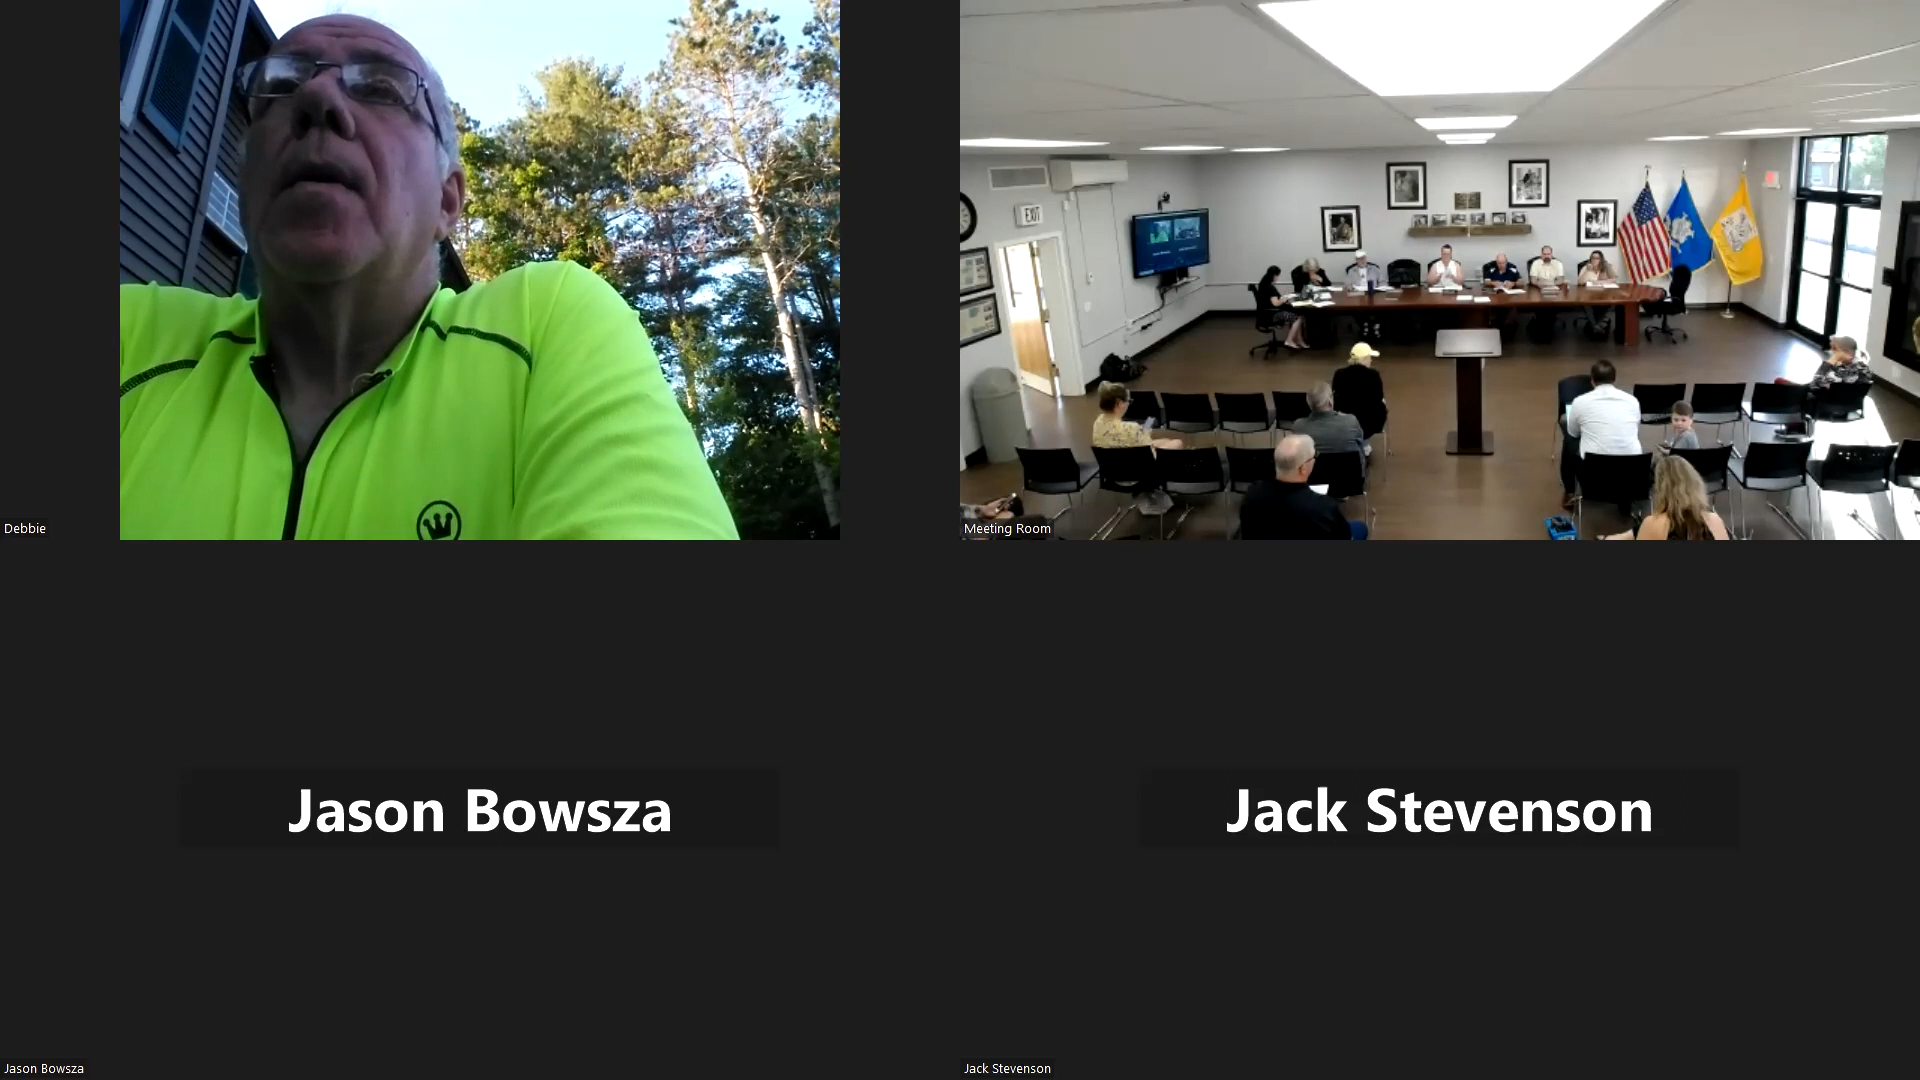 EXIT
Debbie
Meeting Room
Jason Bowsza
Jack Stevenson
Jason Bowsza
Jack Stevenson